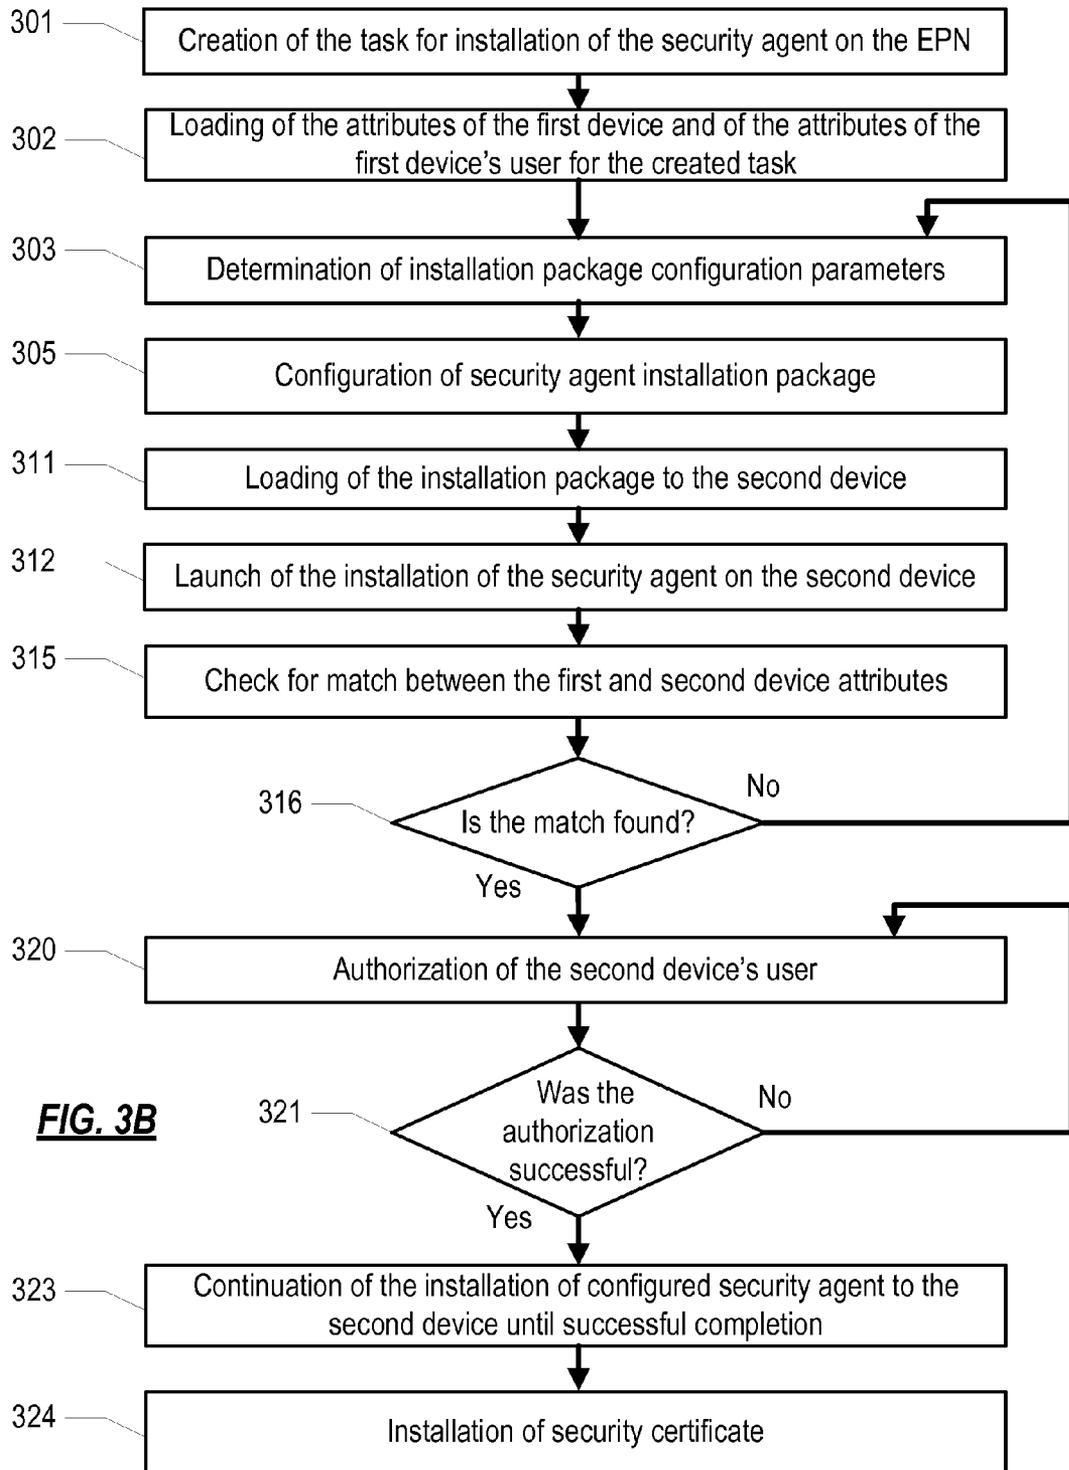 301
Creation of the task for installation of the security agent on the EPN
302
Loading of the attributes of the first device and of the attributes of the
first device's user for the created task
303
Determination of installation package configuration parameters
305
Configuration of security agent installation package
311
Loading of the installation package to the second device
312
Launch of the installation of the security agent on the second device
315
Check for match between the first and second device attributes
316
Is the match found?
No
Yes
320
Authorization of the second device's user
FIG. 3B
321
Was the
authorization
successful?
No
Yes
323
Continuation of the installation of configured security agent to the
second device until successful completion
324
Installation of security certificate